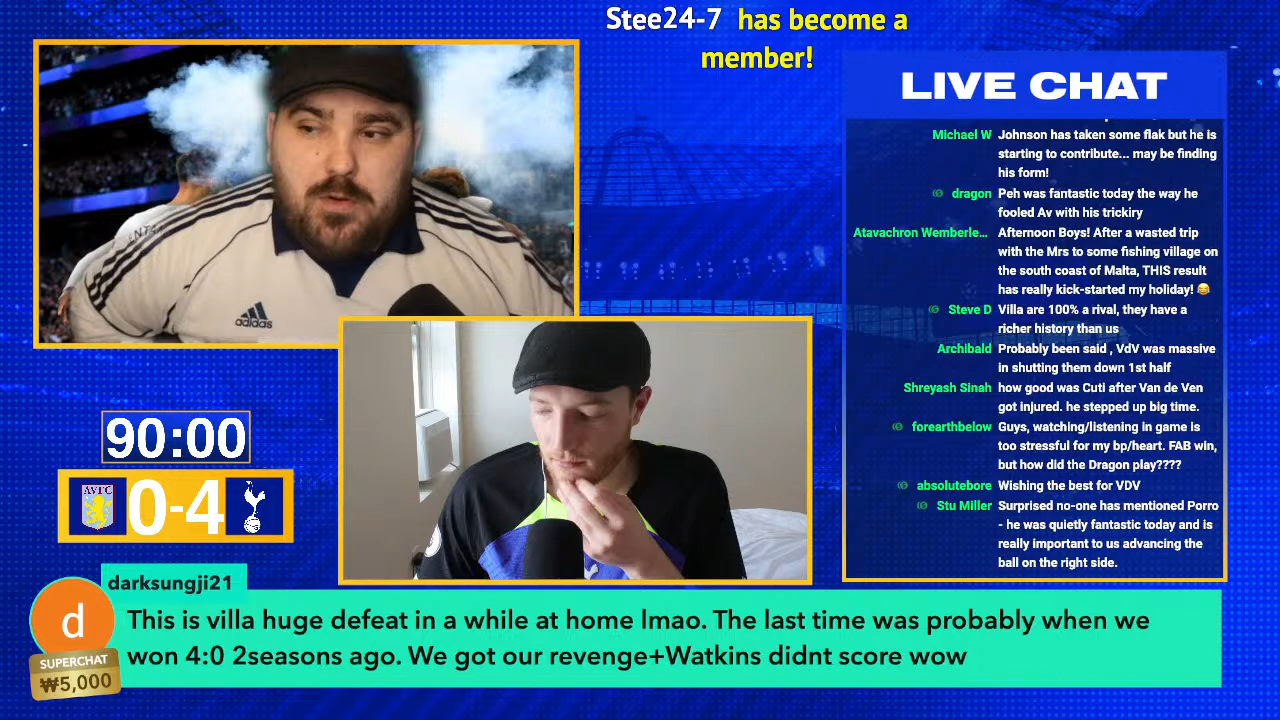 Stee24-7 has become a
member!
LIVE CHAT
Michael W Johnson has taken some flak but he is
starting to contribute... may be finding
his form!
dragon Peh was fantastic today the way he
fooled Av with his trickiry
Atavachron Wemberle... Afternoon Boys! After a wasted trip
with the Mrs to some fishing village on
the south coast of Malta, THIS result
has really kick-started my holiday! 😂
Steve D Villa are 100% a rival, they have a
richer history than us
Archibald Probably been said , VdV was massive
in shutting them down 1st half
Shreyash Sinah how good was Cuti after Van de Ven
got injured. he stepped up big time.
forearthbelow Guys, watching/listening in game is
too stressful for my bp/heart. FAB win,
but how did the Dragon play????
absolutebore Wishing the best for VDV
Stu Miller Surprised no-one has mentioned Porro
- he was quietly fantastic today and is
really important to us advancing the
ball on the right side.
adidas
90:00
AVFC
0-4
darksungji21
d
This is villa huge defeat in a while at home lmao. The last time was probably when we
won 4:0 2seasons ago. We got our revenge+Watkins didnt score wow
SUPERCHAT
₩5,000